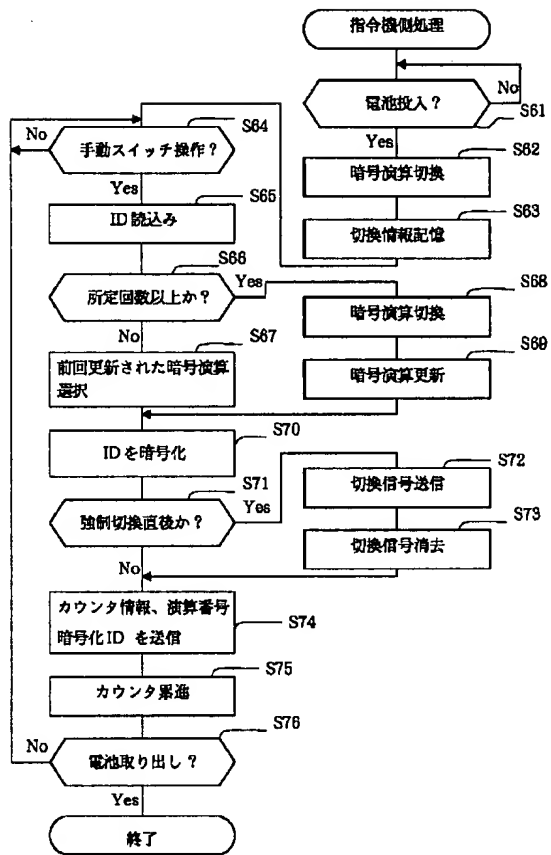 指令機側処理
No
電池投入？
S61
Yes
S62
暗号演算切換
S63
切換情報記憶
No
S64
手動スイッチ操作？
Yes
S65
ID読込み
S66
所定回数以上か？
Yes
S68
暗号演算切換
No
S67
前回更新された暗号演算
選択
S69
暗号演算更新
S70
IDを暗号化
S71
強制切換直後か？
Yes
S72
切換信号送信
S73
切換信号消去
No
カウンタ情報、演算番号
暗号化ID を送信
S74
S75
カウンタ累進
S76
No
電池取り出し？
Yes
終了